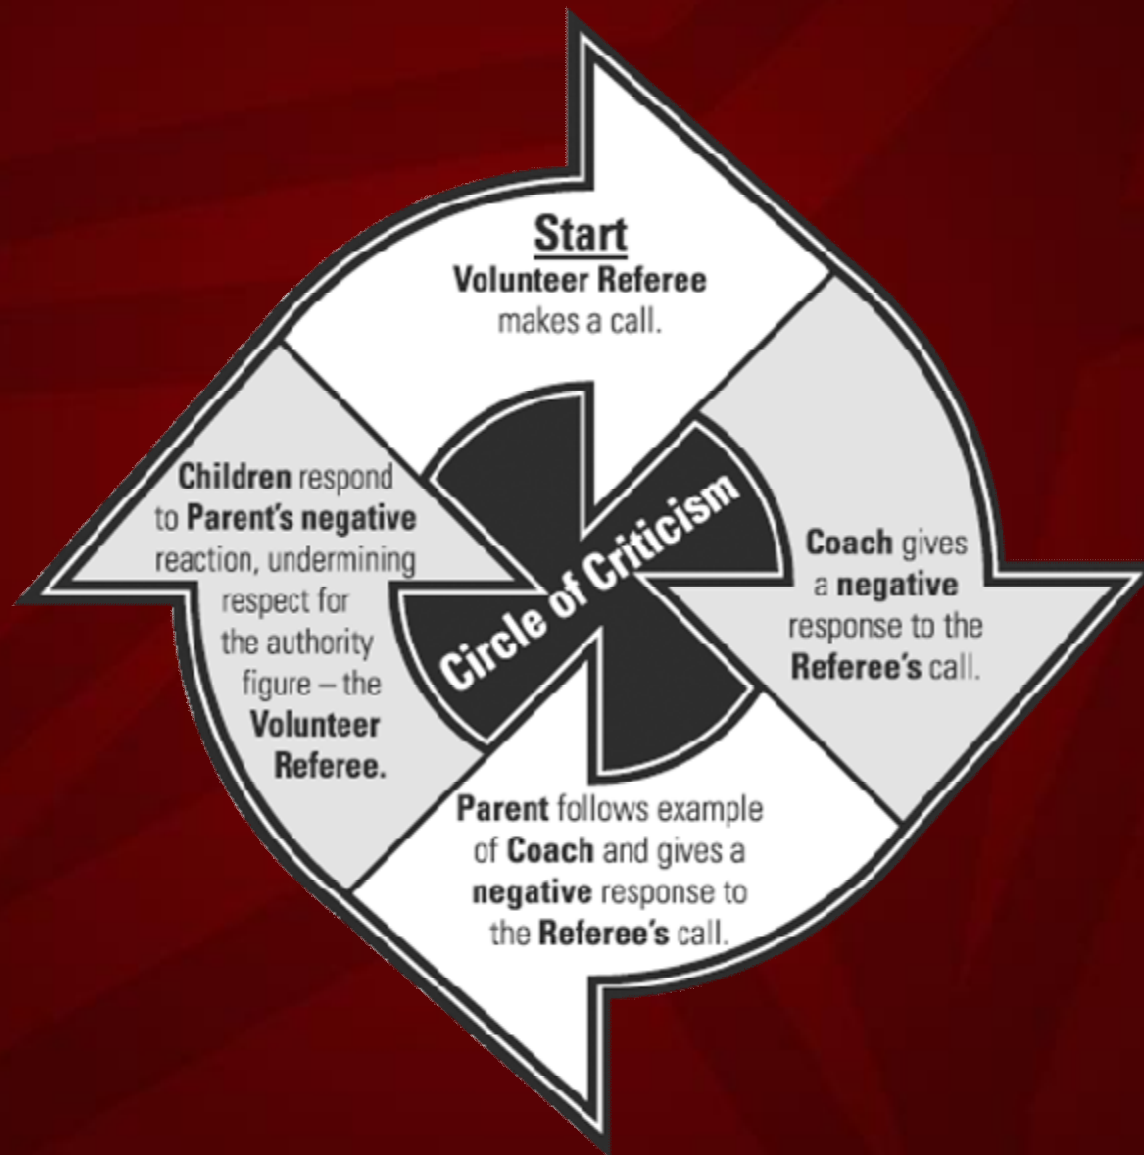 Start
Volunteer Referee
makes a call.
Coach gives
a negative
response to the
Referee's call.
Parent follows example
of Coach and gives a
negative response to
the Referee's call.
Children respond
to Parent's negative
reaction, undermining
respect for
the authority
figure – the
Volunteer
Referee.
Circle of Criticism